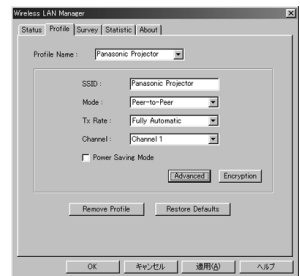 Wireless LAN Manager
Status Profile Survey Statistic About
Profile Name : Panasonic Projector
SSID : Panasonic Projector
Mode : Peer-to-Peer
Tx Rate : Fully Automatic
Channel : Channel 1
Power Saving Mode
Advanced Encryption
Remove Profile Restore Defaults
OK キャンセル 適用(A) ヘルプ